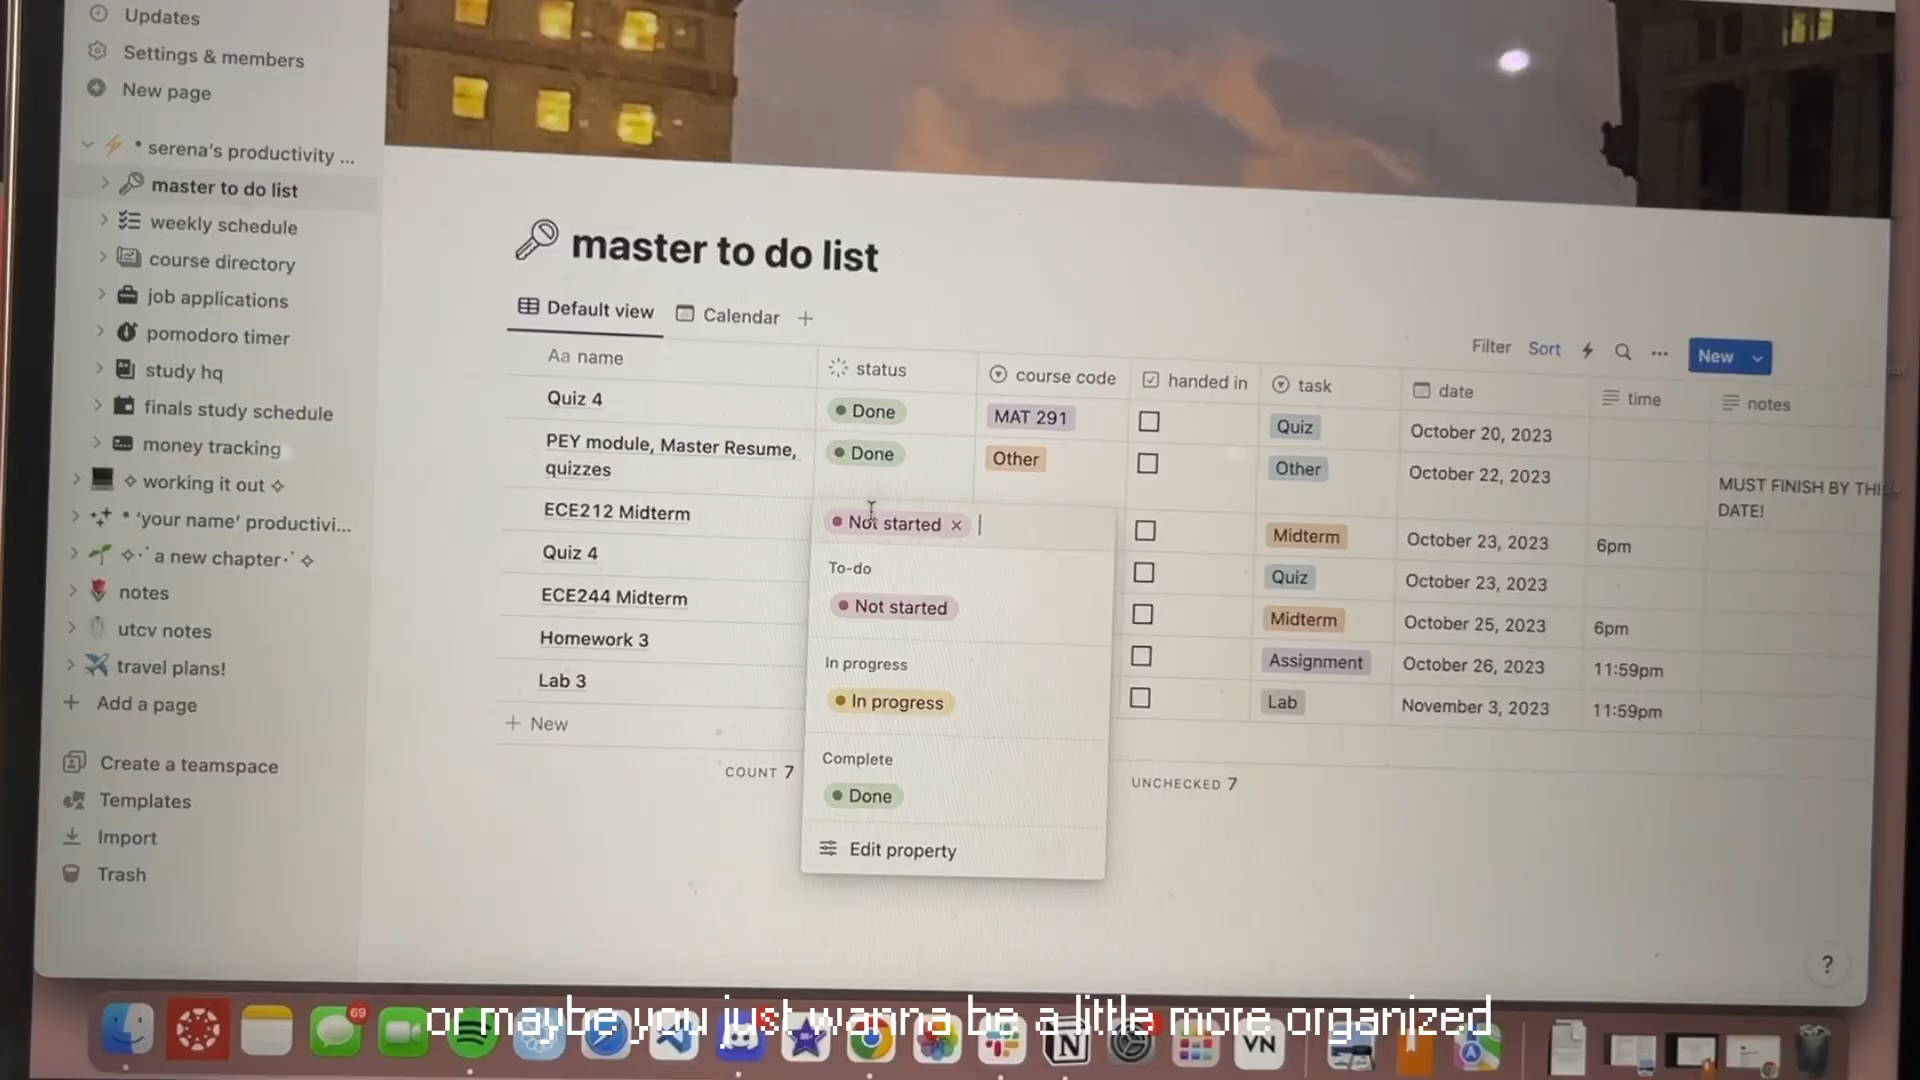 Updates
Settings & members
New page
* serena's productivity ...
master to do list
weekly schedule
course directory
job applications
pomodoro timer
study hq
finals study schedule
money tracking
✧ working it out ✧
* 'your name' productivi...
✧･ﾟa new chapter･ﾟ✧
notes
utcv notes
travel plans!
Add a page
Create a teamspace
Templates
Import
Trash
master to do list
Default view
Calendar +
Filter Sort ... New
Aa name status course code handed in task date time notes
Quiz 4 Done MAT 291 Quiz October 20, 2023
PEY module, Master Resume, Done Other Other October 22, 2023 MUST FINISH BY THI
quizzes DATE!
ECE212 Midterm Not started × Midterm October 23, 2023 6pm
Quiz 4 To-do Quiz October 23, 2023
ECE244 Midterm Not started Midterm October 25, 2023 6pm
Homework 3 In progress Assignment October 26, 2023 11:59pm
Lab 3 In progress Lab November 3, 2023 11:59pm
+ New
Complete
COUNT 7 UNCHECKED 7
Done
Edit property
?
or maybe you just wanna be a little more organized
69
N
VN